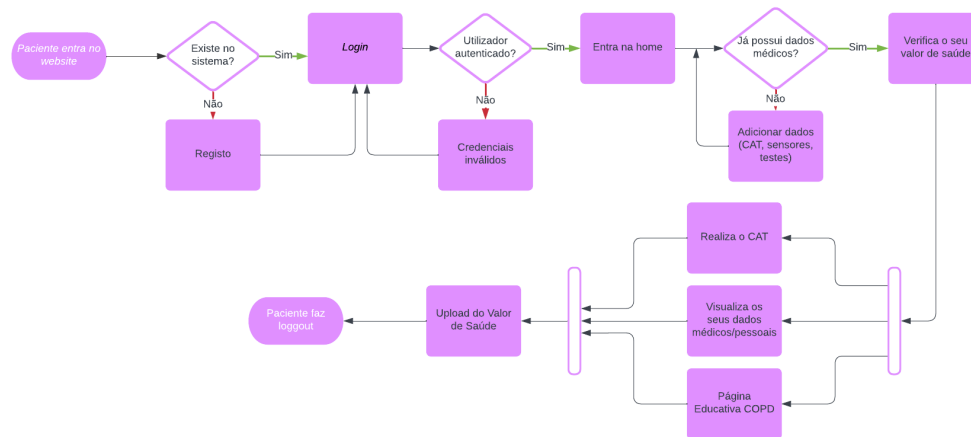 Paciente entra no
website
Existe no
sistema?
Sim
Login
Utilizador
autenticado?
Sim
Entra na home
Já possui dados
médicos?
Sim
Verifica o seu
valor de saúde
Não
Registo
Não
Credenciais
inválidos
Não
Adicionar dados
(CAT, sensores,
testes)
Realiza o CAT
Visualiza os
seus dados
médicos/pessoais
Página
Educativa COPD
Upload do Valor
de Saúde
Paciente faz
loggout